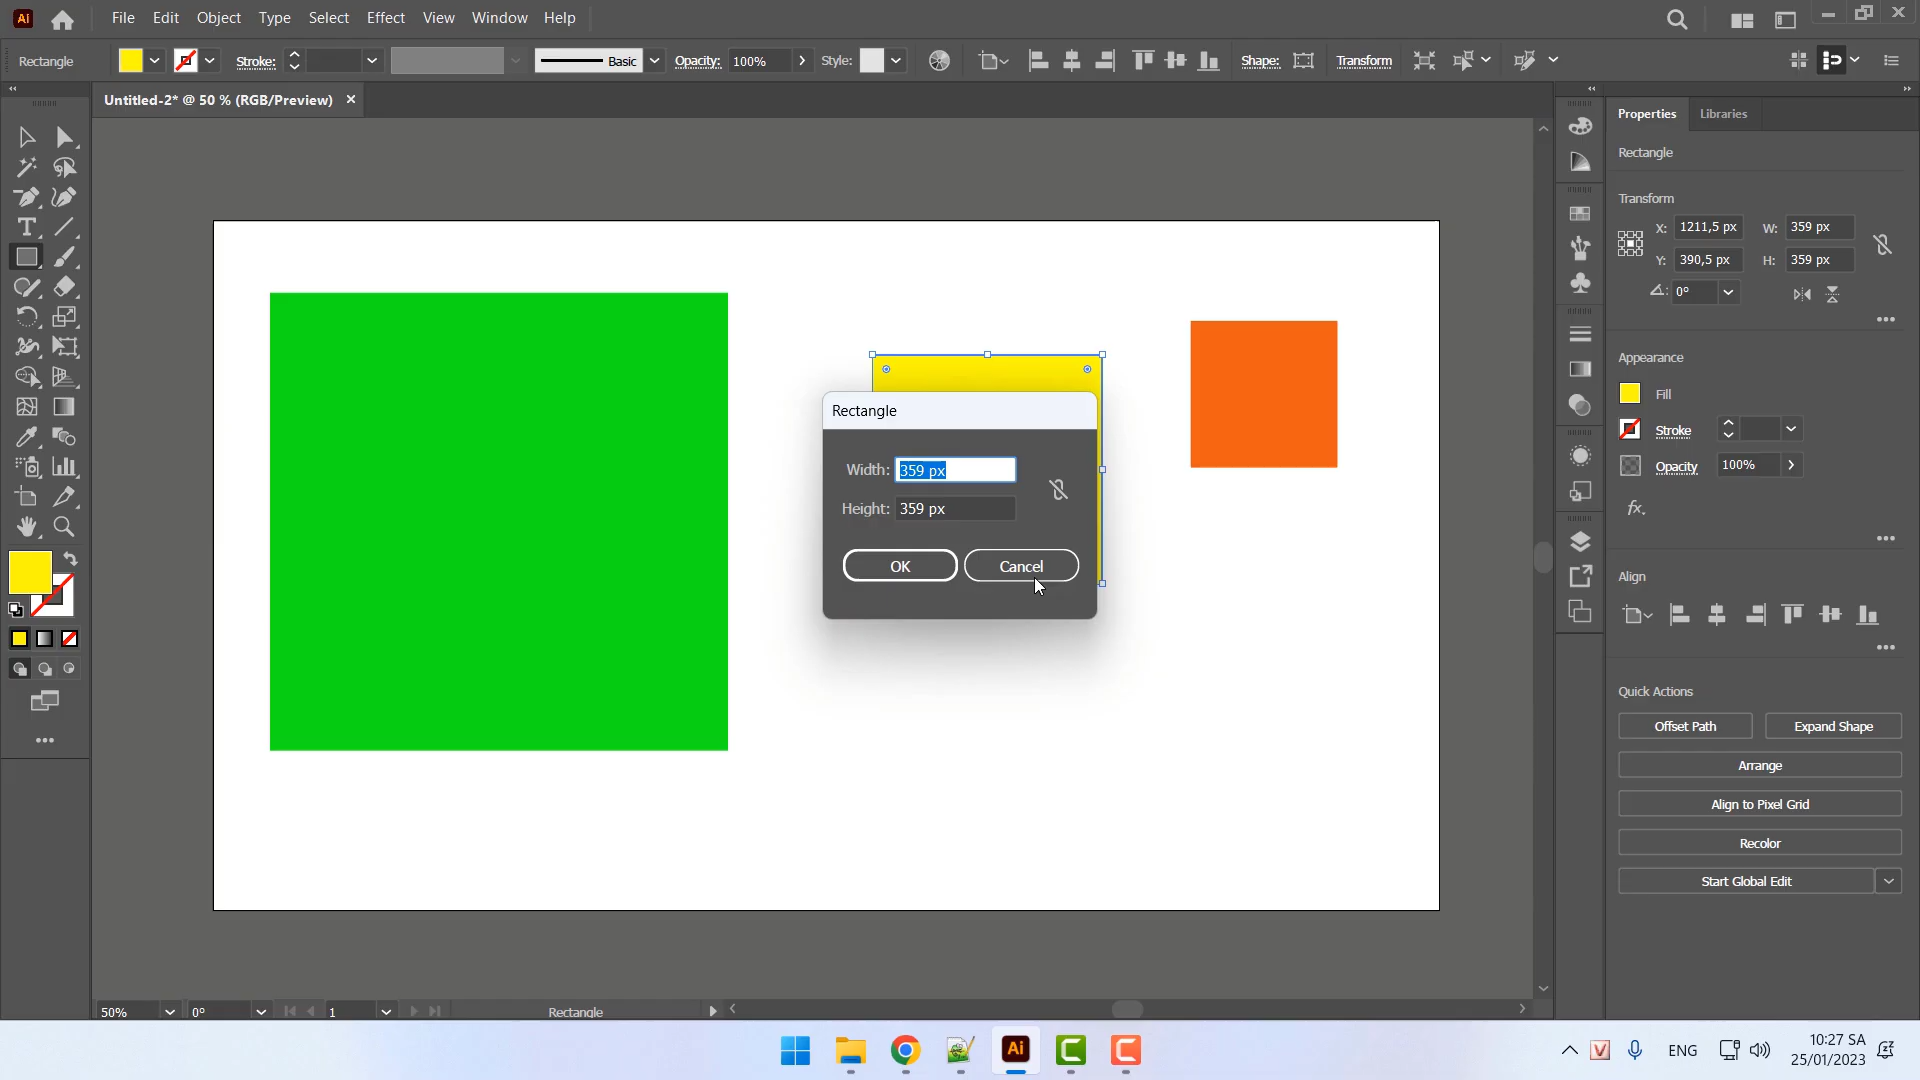 Ai File Edit Object Type Select Effect View Window Help
Rectangle Stroke: Basic Opacity: 100% Style: Shape: Transform
Untitled-2* @ 50 % (RGB/Preview)
Properties Libraries
Rectangle
Transform
X: 1211,5 px W: 359 px
Y: 390,5 px H: 359 px
0°
Appearance
Fill
Stroke
Opacity 100%
fx.
Align
Quick Actions
Offset Path Expand Shape
Arrange
Align to Pixel Grid
Recolor
Start Global Edit
Rectangle
Width: 359 px
Height: 359 px
OK Cancel
50% 0° 1 Rectangle
Ai
ENG
10:27 SA
25/01/2023